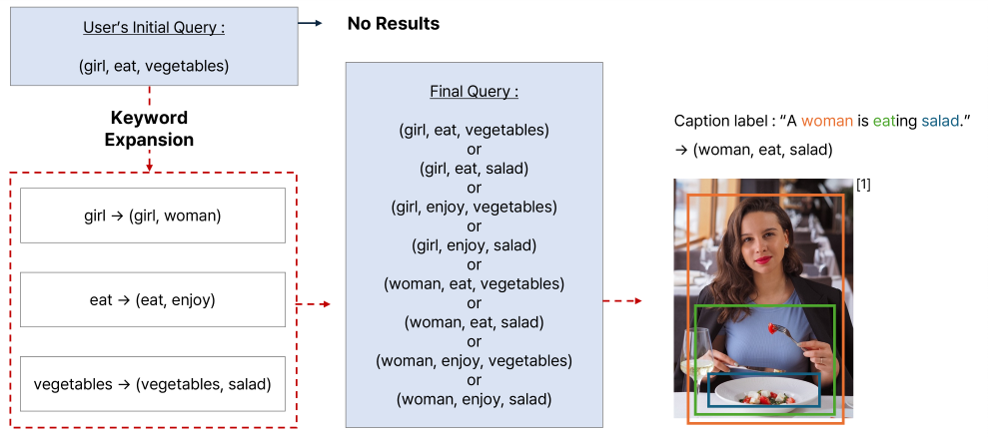 User's Initial Query :
(girl, eat, vegetables)
No Results
Keyword
Expansion
girl → (girl, woman)
eat → (eat, enjoy)
vegetables → (vegetables, salad)
Final Query :
(girl, eat, vegetables)
or
(girl, eat, salad)
or
(girl, enjoy, vegetables)
or
(girl, enjoy, salad)
or
(woman, eat, vegetables)
or
(woman, eat, salad)
or
(woman, enjoy, vegetables)
or
(woman, enjoy, salad)
Caption label : “A woman is eating salad.”
→ (woman, eat, salad)
[1]